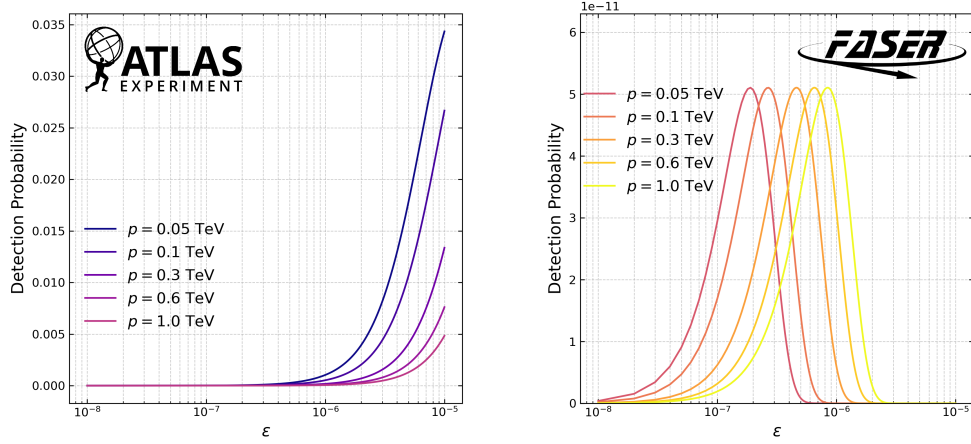 ATLAS
EXPERIMENT
Detection Probability
0.035
0.030
0.025
0.020
0.015
0.010
0.005
0.000
p = 0.05 TeV
p = 0.1 TeV
p = 0.3 TeV
p = 0.6 TeV
p = 1.0 TeV
10⁻⁸ 10⁻⁷ 10⁻⁶ 10⁻⁵
ε
1e−11
FASER
Detection Probability
6
5
4
3
2
1
0
p = 0.05 TeV
p = 0.1 TeV
p = 0.3 TeV
p = 0.6 TeV
p = 1.0 TeV
10⁻⁸ 10⁻⁷ 10⁻⁶ 10⁻⁵
ε